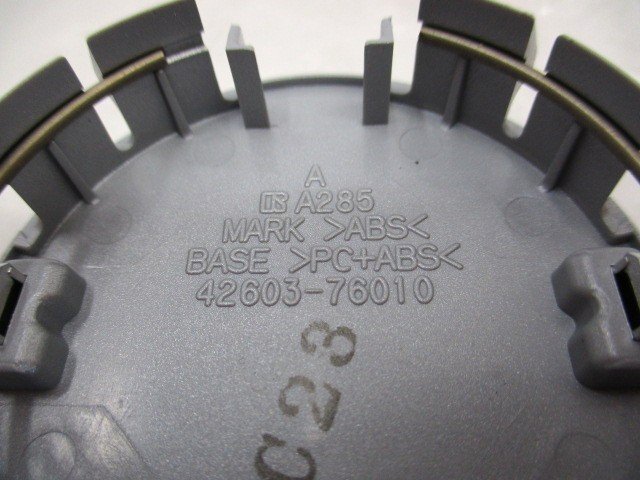 A
A285
MARK >ABS<
BASE >PC+ABS<
42603-76010
C23